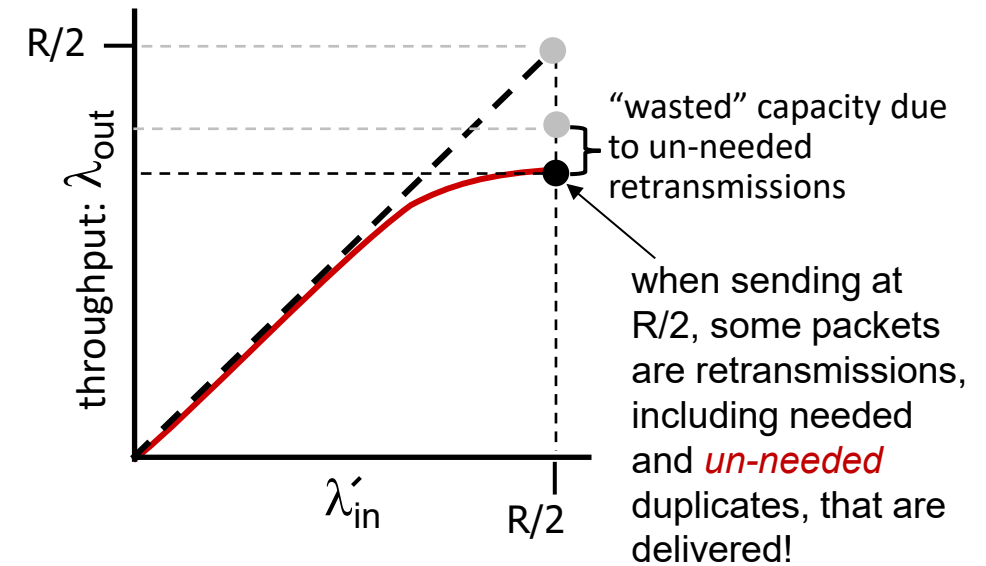 R/2
throughput: λout
“wasted” capacity due
to un-needed
retransmissions
when sending at
R/2, some packets
are retransmissions,
including needed
and un-needed
duplicates, that are
delivered!
λ′in
R/2